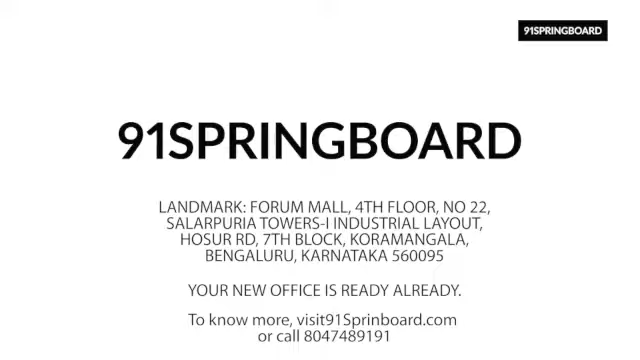 91SPRINGBOARD
91SPRINGBOARD
LANDMARK: FORUM MALL, 4TH FLOOR, NO 22,
SALARPURIA TOWERS-I INDUSTRIAL LAYOUT,
HOSUR RD, 7TH BLOCK, KORAMANGALA,
BENGALURU, KARNATAKA 560095
YOUR NEW OFFICE IS READY ALREADY.
To know more, visit91Sprinboard.com
or call 8047489191